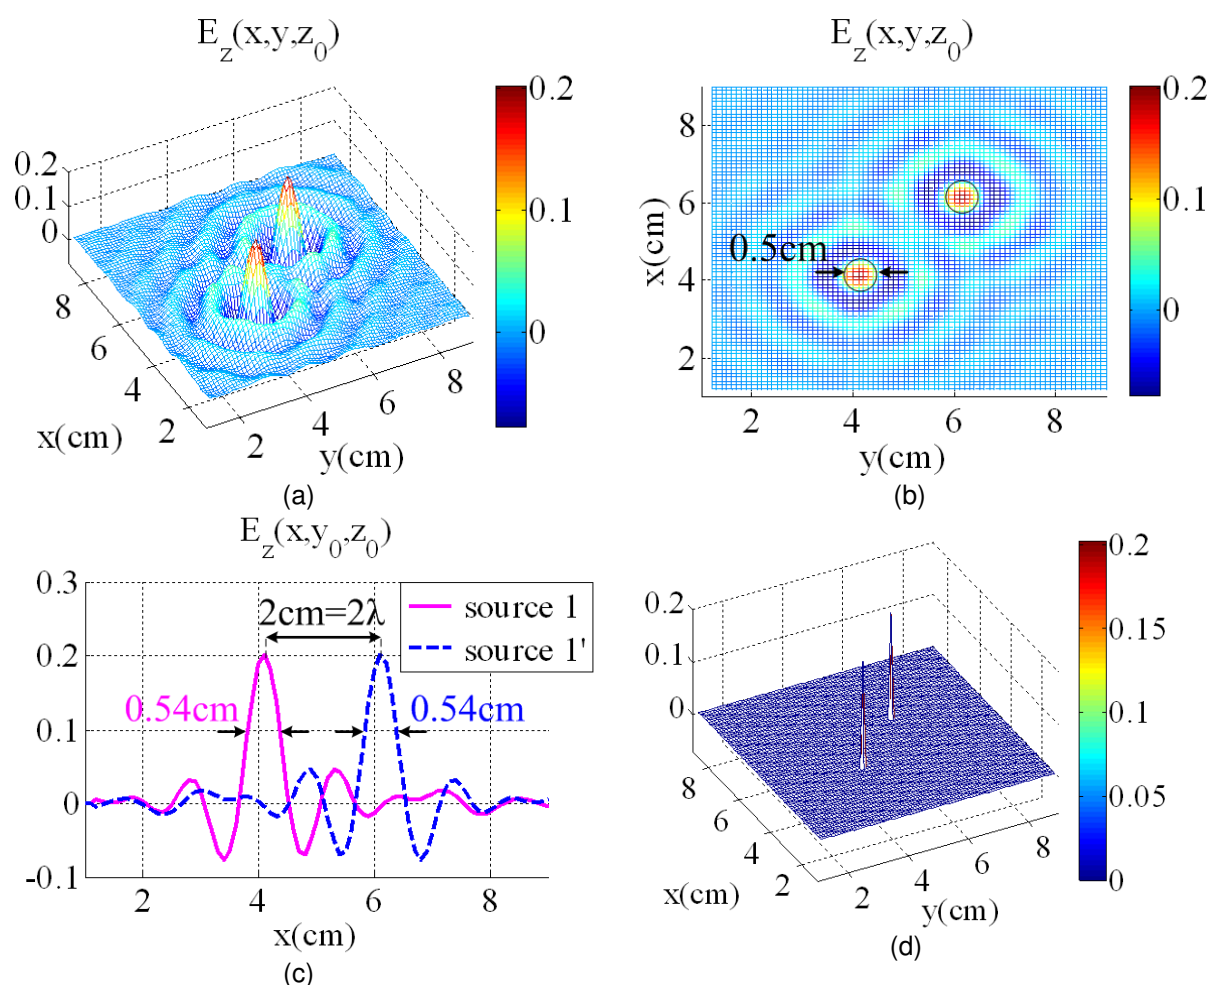 E_z(x,y,z_0)
0.2
0.1
0
0.2
0.1
0
8
6
4
2
x(cm)
2
4
6
8
y(cm)
(a)
E_z(x,y,z_0)
8
6
4
2
x(cm)
0.5cm
2
4
6
8
y(cm)
0.2
0.1
0
(b)
E_z(x,y_0,z_0)
0.3
0.2
0.1
0
-0.1
2cm=2λ
source 1
source 1'
0.54cm
0.54cm
2
4
6
8
x(cm)
(c)
0.2
0.1
0
8
6
4
2
x(cm)
2
4
6
8
y(cm)
0.2
0.15
0.1
0.05
0
(d)